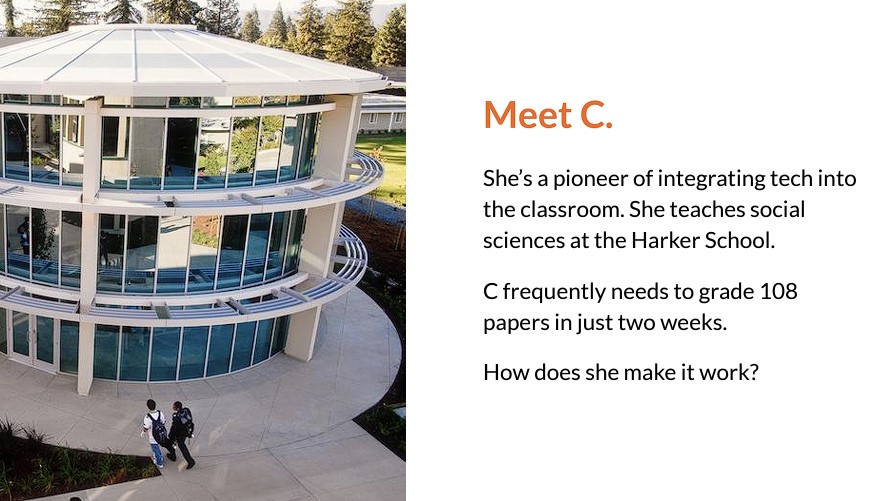 Meet C.
She’s a pioneer of integrating tech into
the classroom. She teaches social
sciences at the Harker School.
C frequently needs to grade 108
papers in just two weeks.
How does she make it work?